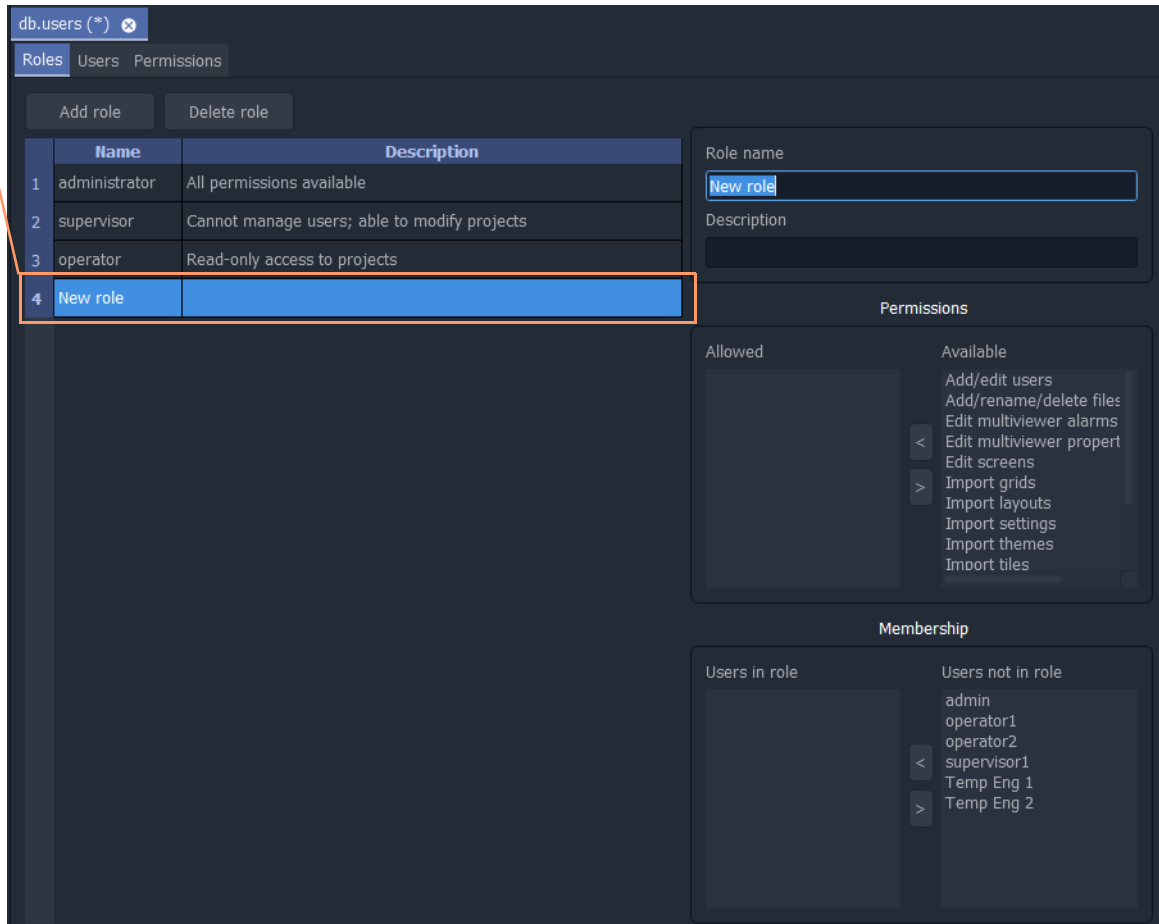 db.users (*)
Roles Users Permissions
Add role Delete role
Name Description
1 administrator All permissions available
2 supervisor Cannot manage users; able to modify projects
3 operator Read-only access to projects
4 New role
Role name
New role
Description
Permissions
Allowed Available
Add/edit users
Add/rename/delete files
Edit multiviewer alarms
Edit multiviewer propert
Edit screens
Import grids
Import layouts
Import settings
Import themes
Import tiles
<
>
Membership
Users in role Users not in role
admin
operator1
operator2
supervisor1
Temp Eng 1
Temp Eng 2
<
>